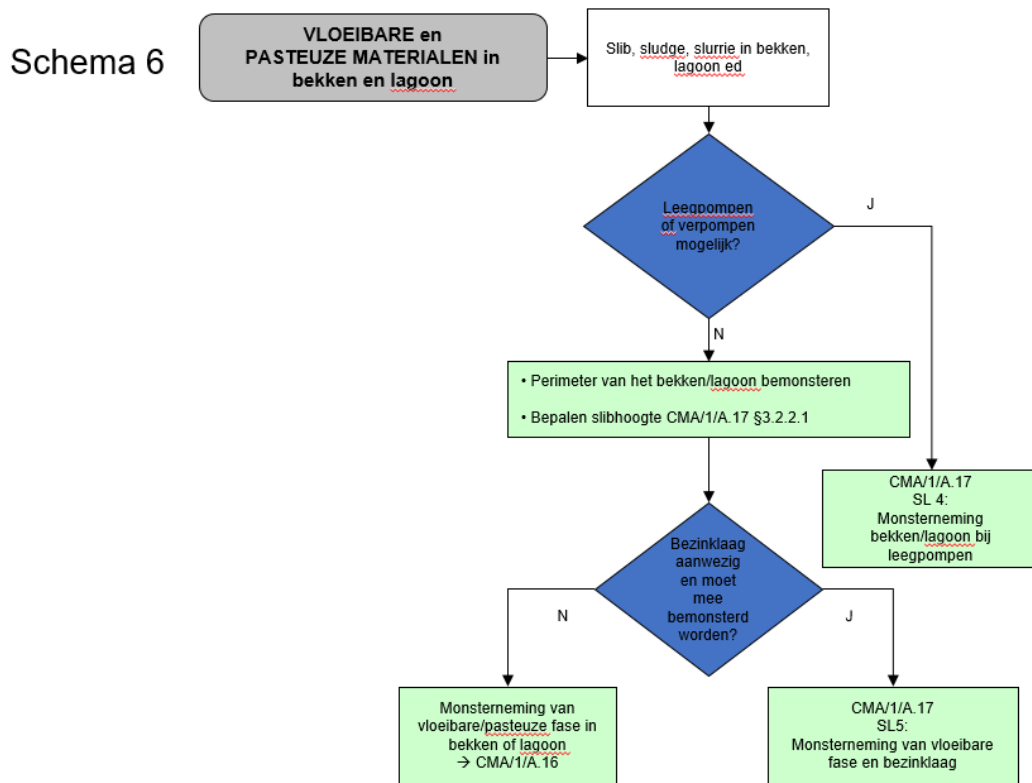 Schema 6
VLOEIBARE en
PASTEUZE MATERIALEN in
bekken en lagoon
Slib, sludge, slurrie in bekken,
lagoon ed
Leegpompen
of verpompen
mogelijk?
J
N
• Perimeter van het bekken/lagoon bemonsteren
• Bepalen slibhoogte CMA/1/A.17 §3.2.2.1
CMA/1/A.17
SL 4:
Monsterneming
bekken/lagoon bij
leegpompen
Bezinklaag
aanwezig
en moet
mee
bemonsterd
worden?
N
J
Monsterneming van
vloeibare/pasteuze fase in
bekken of lagoon
→ CMA/1/A.16
CMA/1/A.17
SL5:
Monsterneming van vloeibare
fase en bezinklaag